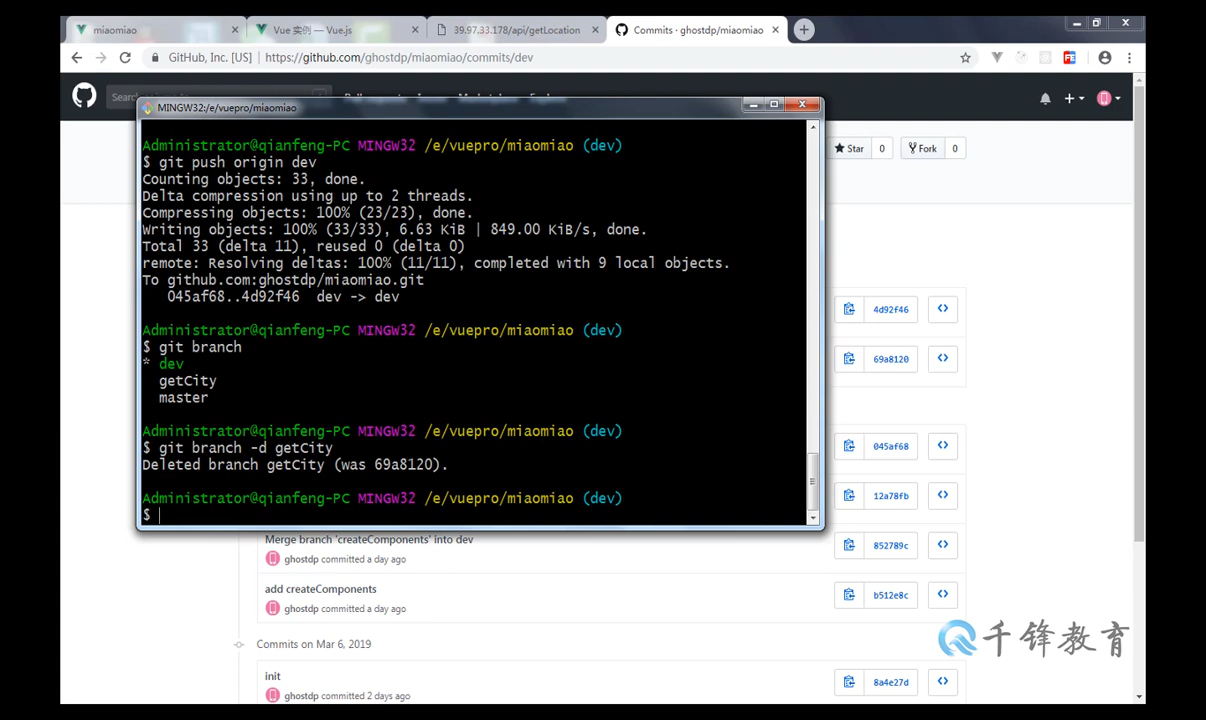 miaomiao
Vue 实例 — Vue.js
39.97.33.178/api/getLocation
Commits · ghostdp/miaomiao
GitHub, Inc. [US] | https://github.com/ghostdp/miaomiao/commits/dev
MINGW32:/e/vuepro/miaomiao
Star 0
Fork 0
Administrator@qianfeng-PC MINGW32 /e/vuepro/miaomiao (dev)
$ git push origin dev
Counting objects: 33, done.
Delta compression using up to 2 threads.
Compressing objects: 100% (23/23), done.
Writing objects: 100% (33/33), 6.63 KiB | 849.00 KiB/s, done.
Total 33 (delta 11), reused 0 (delta 0)
remote: Resolving deltas: 100% (11/11), completed with 9 local objects.
To github.com:ghostdp/miaomiao.git
045af68..4d92f46  dev -> dev
Administrator@qianfeng-PC MINGW32 /e/vuepro/miaomiao (dev)
$ git branch
* dev
getCity
master
Administrator@qianfeng-PC MINGW32 /e/vuepro/miaomiao (dev)
$ git branch -d getCity
Deleted branch getCity (was 69a8120).
Administrator@qianfeng-PC MINGW32 /e/vuepro/miaomiao (dev)
$
4d92f46
69a8120
045af68
12a78fb
Merge branch 'createComponents' into dev
ghostdp committed a day ago
852789c
add createComponents
ghostdp committed a day ago
b512e8c
Commits on Mar 6, 2019
init
ghostdp committed 2 days ago
8a4e27d
千锋教育